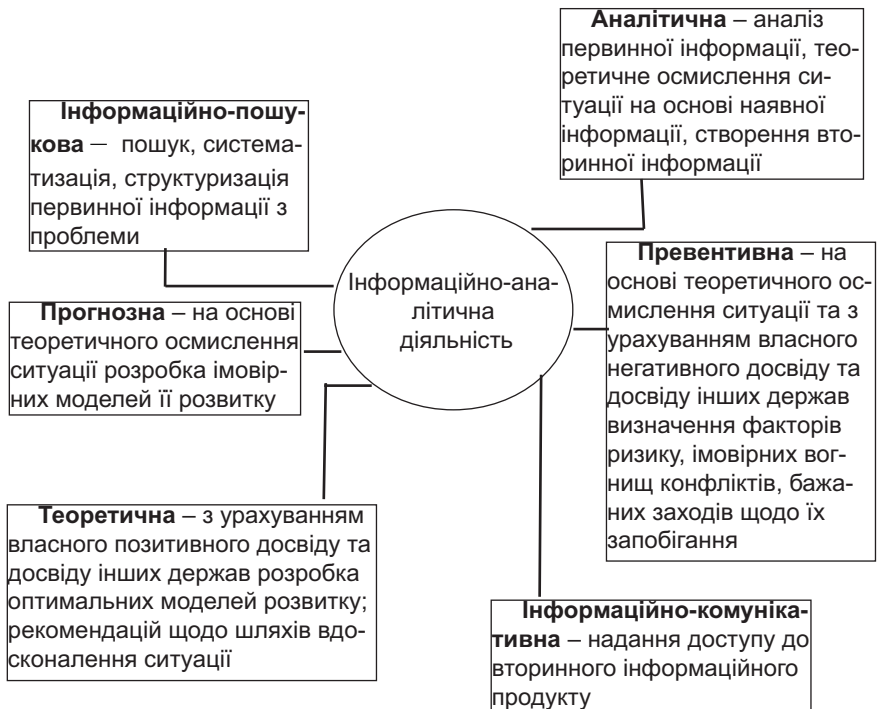 Аналітична – аналіз
первинної інформації, тео-
ретичне осмислення си-
туації на основі наявної
інформації, створення вто-
ринної інформації
Інформаційно-пошу-
кова – пошук, система-
тизація, структуризація
первинної інформації з
проблеми
Інформаційно-ана-
літична
діяльність
Превентивна – на
основі теоретичного ос-
мислення ситуації та з
урахуванням власного
негативного досвіду та
досвіду інших держав
визначення факторів
ризику, імовірних вог-
нищ конфліктів, бажа-
них заходів щодо їх
запобігання
Прогнозна – на основі
теоретичного осмислення
ситуації розробка імовір-
них моделей її розвитку
Теоретична – з урахуванням
власного позитивного досвіду та
досвіду інших держав розробка
оптимальних моделей розвитку;
рекомендацій щодо шляхів вдо-
сконалення ситуації
Інформаційно-комуніка-
тивна – надання доступу до
вторинного інформаційного
продукту